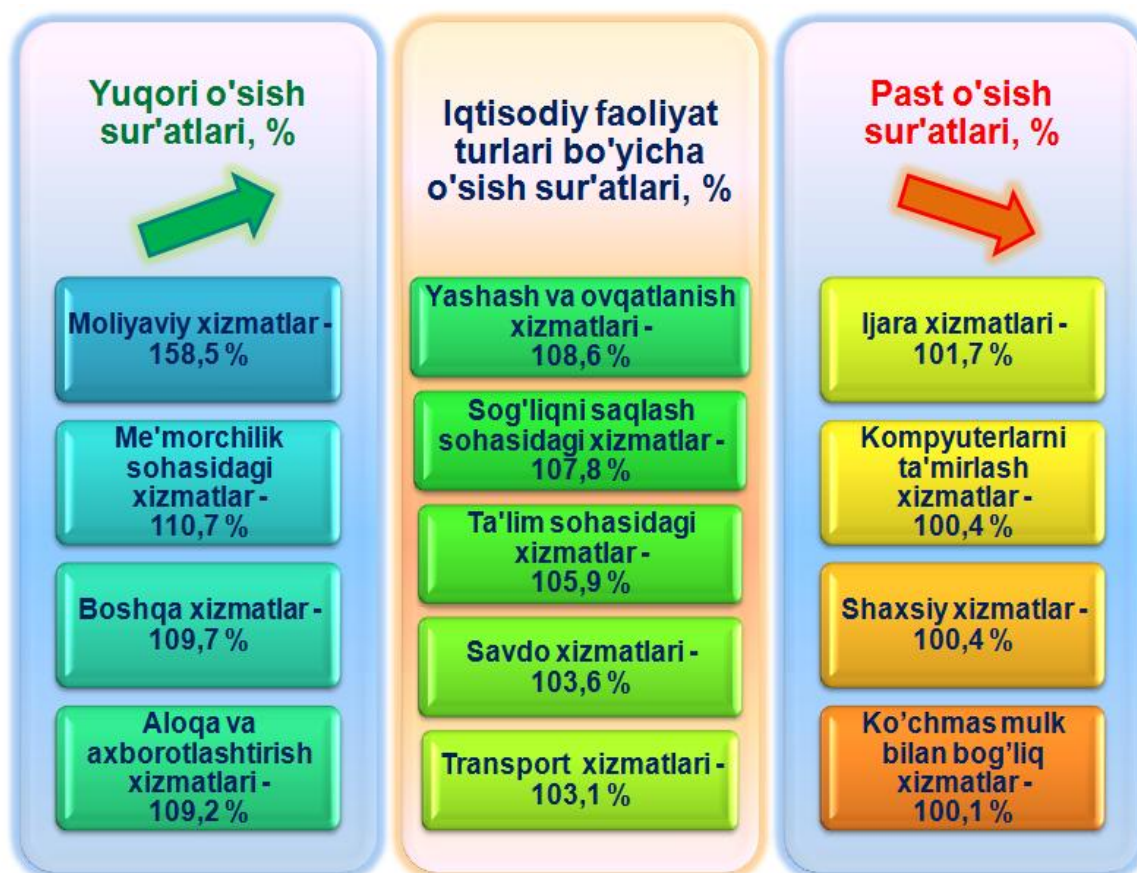 Yuqori o'sish
sur'atlari, %
Moliyaviy xizmatlar -
158,5 %
Me'morchilik
sohasidagi
xizmatlar -
110,7 %
Boshqa xizmatlar -
109,7 %
Aloqa va
axborotlashtirish
xizmatlari -
109,2 %
Iqtisodiy faoliyat
turlari bo'yicha
o'sish sur'atlari, %
Yashash va ovqatlanish
xizmatlari -
108,6 %
Sog'liqni saqlash
sohasidagi xizmatlar -
107,8 %
Ta'lim sohasidagi
xizmatlar -
105,9 %
Savdo xizmatlari -
103,6 %
Transport xizmatlari -
103,1 %
Past o'sish
sur'atlari, %
Ijara xizmatlari -
101,7 %
Kompyuterlarni
ta'mirlash
xizmatlar -
100,4 %
Shaxsiy xizmatlar -
100,4 %
Ko’chmas mulk
bilan bog’liq
xizmatlar -
100,1 %